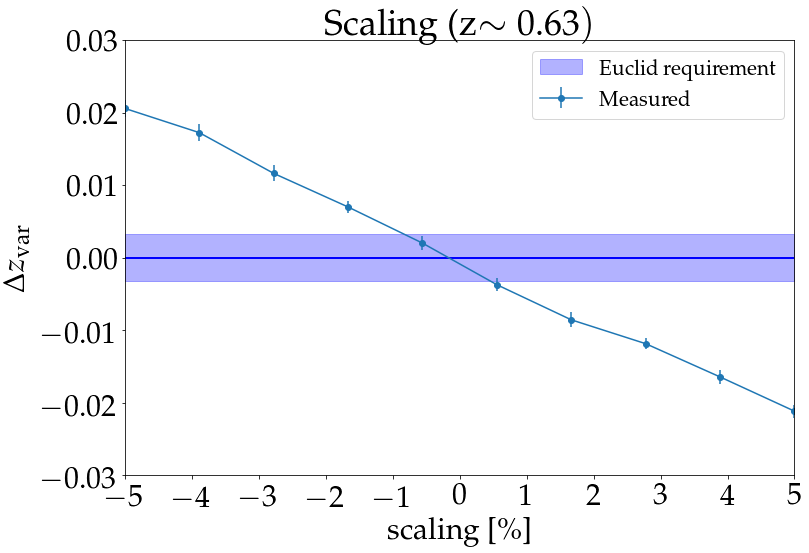 Scaling (z∼ 0.63)
Euclid requirement
Measured
0.03
0.02
0.01
0.00
−0.01
−0.02
−0.03
Δz_var
−5 −4 −3 −2 −1 0 1 2 3 4 5
scaling [%]